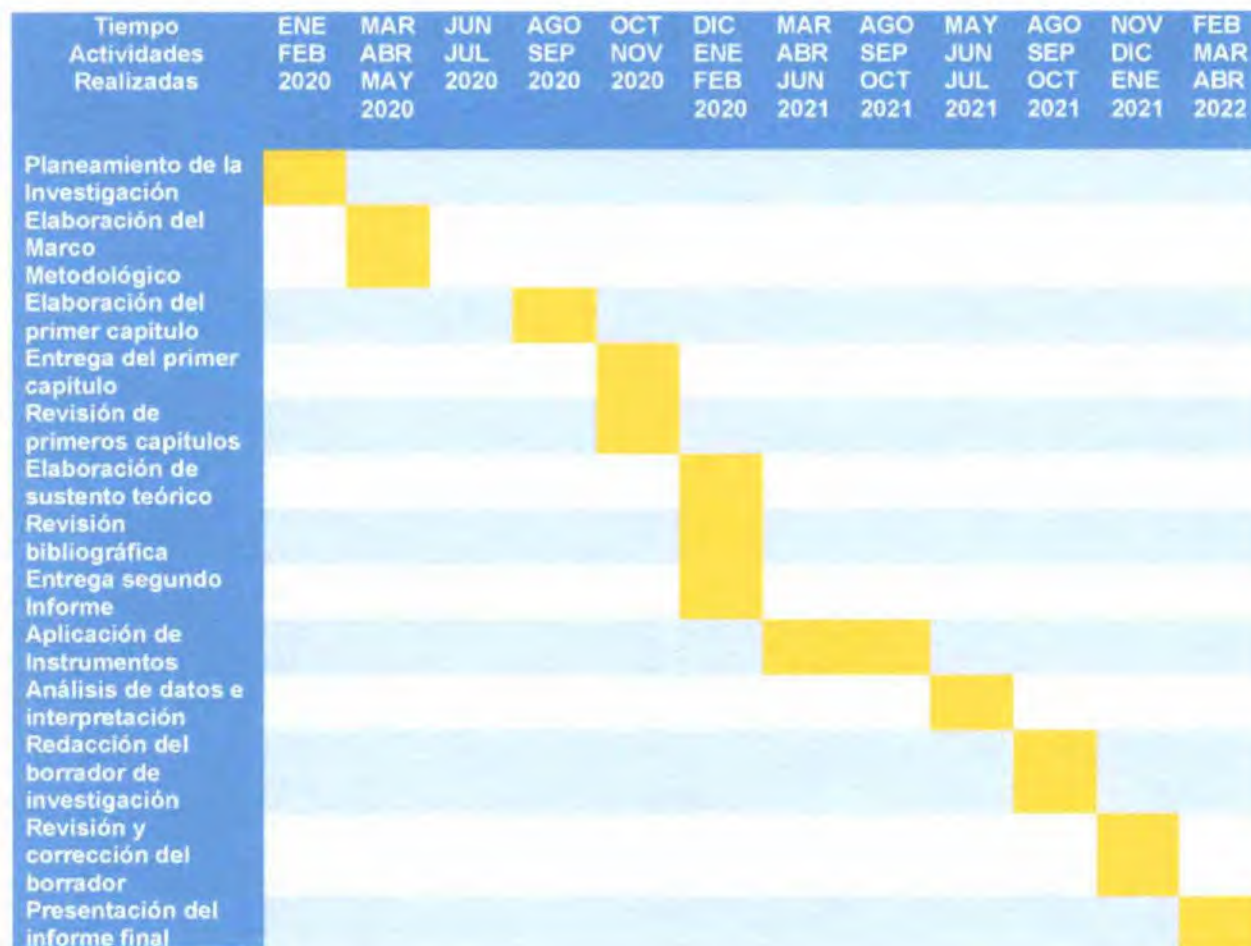 Tiempo ENE MAR JUN AGO OCT DIC MAR AGO MAY AGO NOV FEB
Actividades FEB ABR JUL SEP NOV ENE ABR SEP JUN SEP DIC MAR
Realizadas 2020 MAY 2020 2020 2020 FEB JUN OCT JUL OCT ENE ABR
2020 2020 2021 2021 2021 2021 2021 2022
Planeamiento de la
Investigación
Elaboración del
Marco
Metodológico
Elaboración del
primer capitulo
Entrega del primer
capitulo
Revisión de
primeros capitulos
Elaboración de
sustento teórico
Revisión
bibliográfica
Entrega segundo
Informe
Aplicación de
Instrumentos
Análisis de datos e
interpretación
Redacción del
borrador de
investigación
Revisión y
corrección del
borrador
Presentación del
informe final